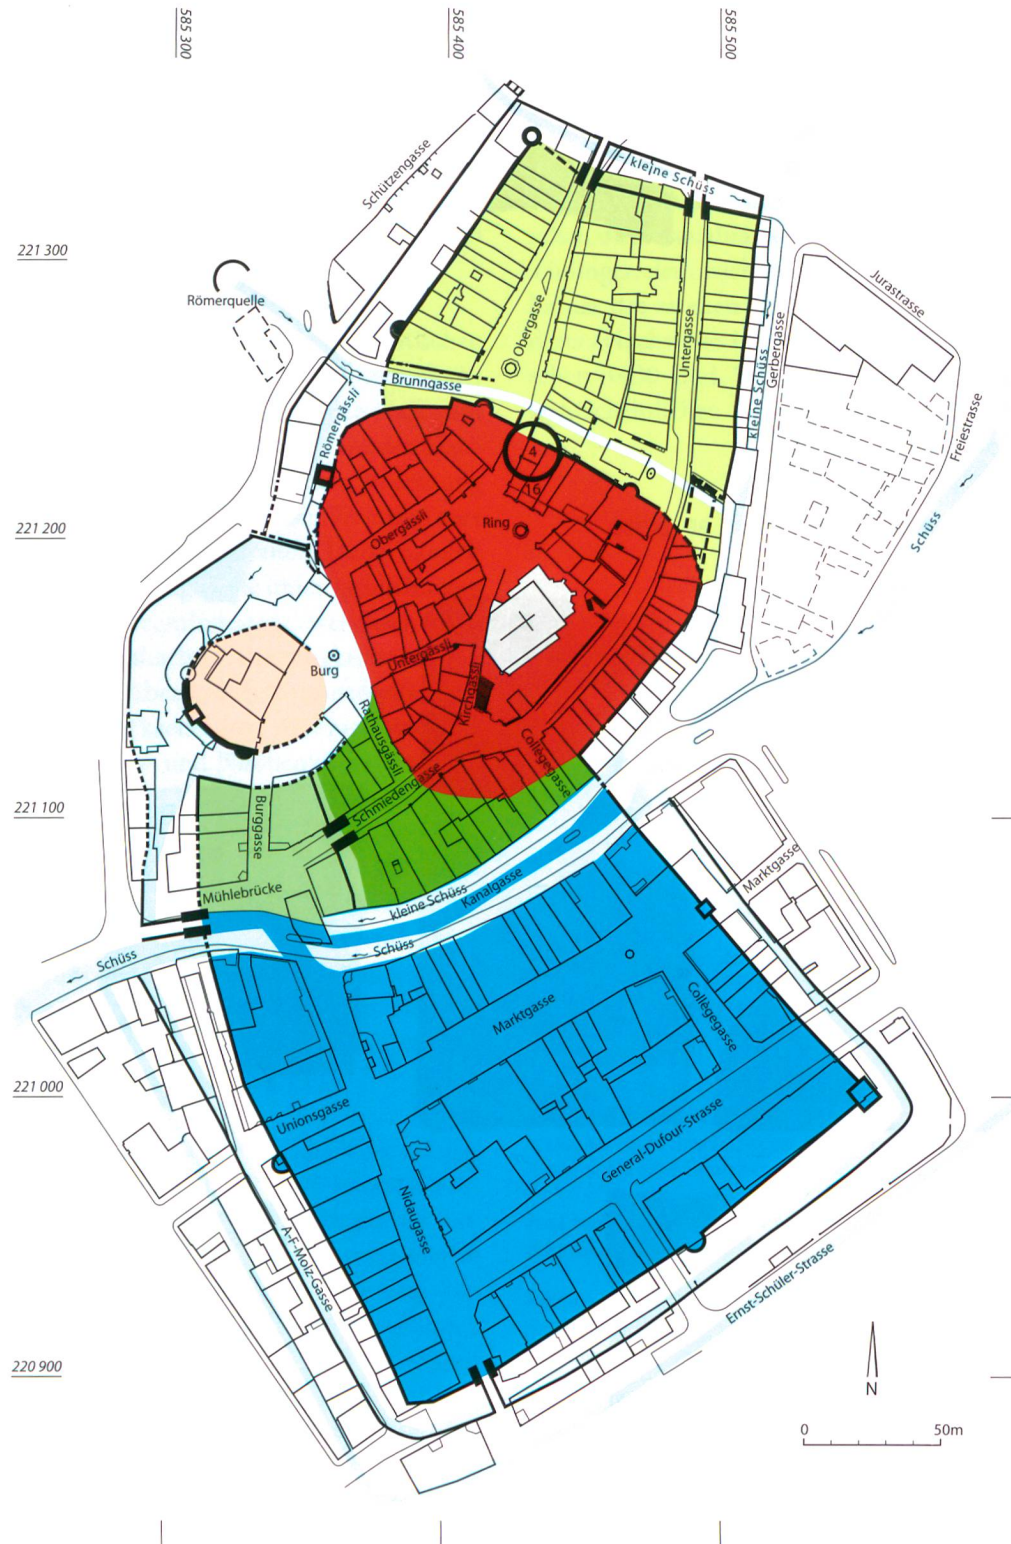 585 300
585 400
585 500
kleine Schüss
Schützengasse
221 300
Römerquelle
Jurastrasse
Obergasse
Untergasse
Gerbergasse
kleine Schüss
Brunngasse
Römergässli
Freiestrasse
4
16
221 200
Ring
Obergässli
Schüss
Untergässli
Burg
Kirchgässli
Rathausgässli
Collègegasse
Schmiedengasse
221 100
Burggasse
Marktgasse
Mühlebrücke
kleine Schüss
Kanalgasse
Schüss
Schüss
Marktgasse
Collègegasse
221 000
Unionsgasse
General-Dufour-Strasse
Nidaugasse
A-F-Molz-Gasse
Ernst-Schüler-Strasse
220 900
N
0 50m